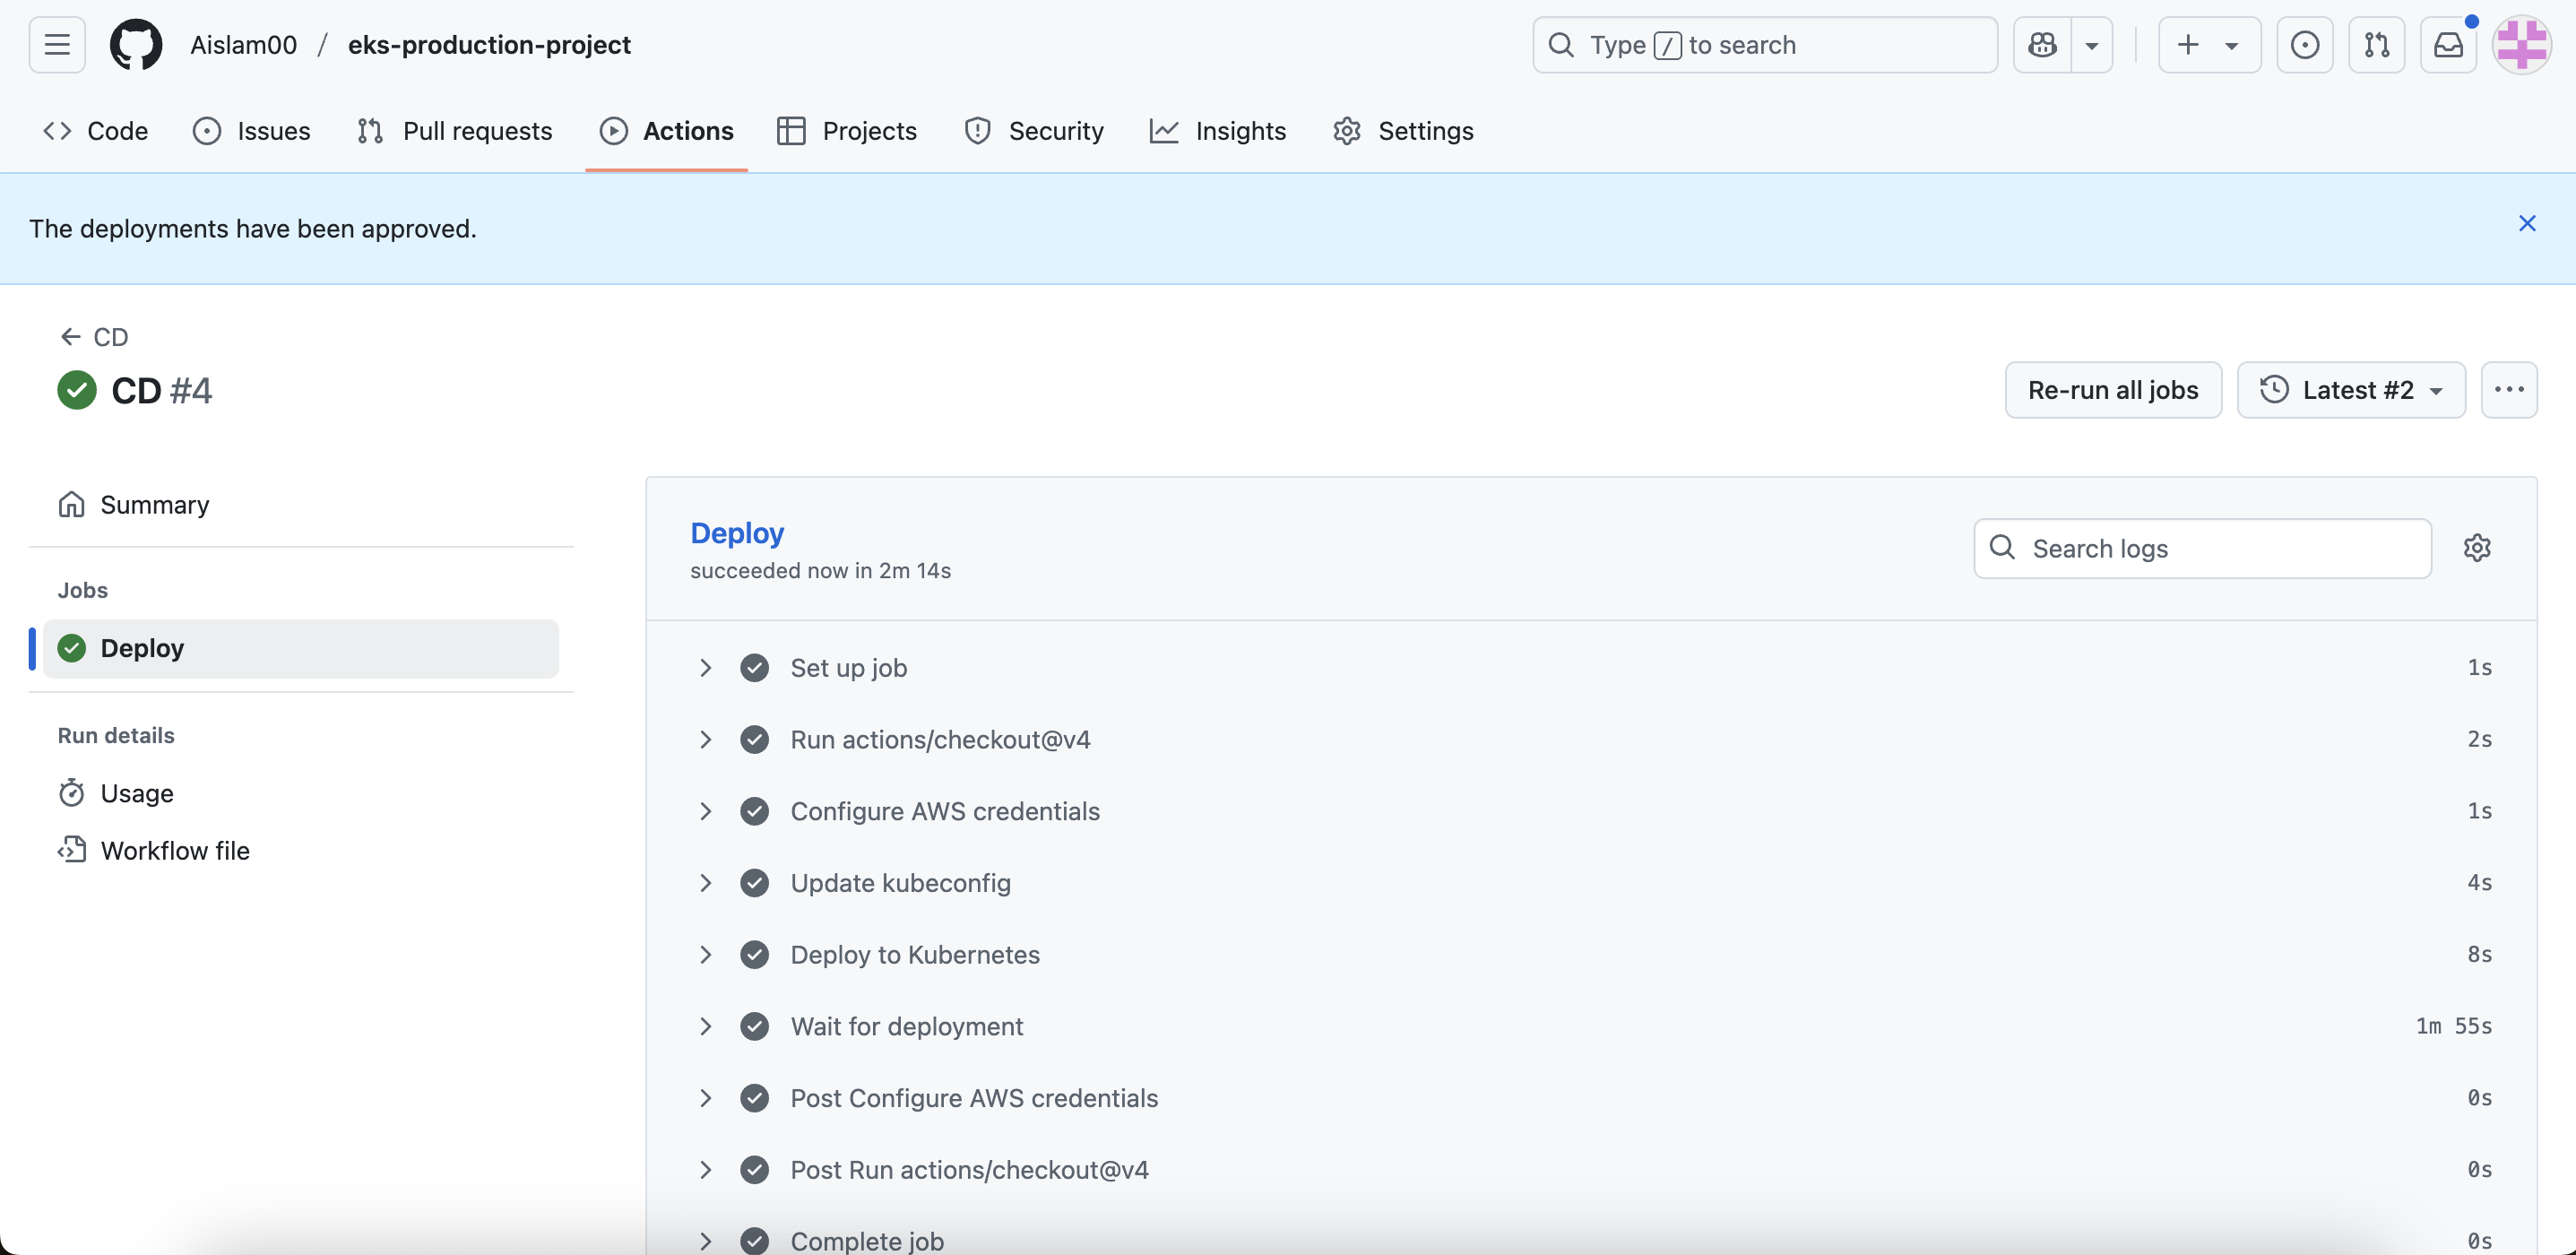 Aislam00 / eks-production-project
Type / to search
Code Issues Pull requests Actions Projects Security Insights Settings
The deployments have been approved.
CD
CD #4
Re-run all jobs Latest #2
Summary
Jobs
Deploy
Run details
Usage
Workflow file
Deploy
succeeded now in 2m 14s
Search logs
Set up job 1s
Run actions/checkout@v4 2s
Configure AWS credentials 1s
Update kubeconfig 4s
Deploy to Kubernetes 8s
Wait for deployment 1m 55s
Post Configure AWS credentials 0s
Post Run actions/checkout@v4 0s
Complete job 0s